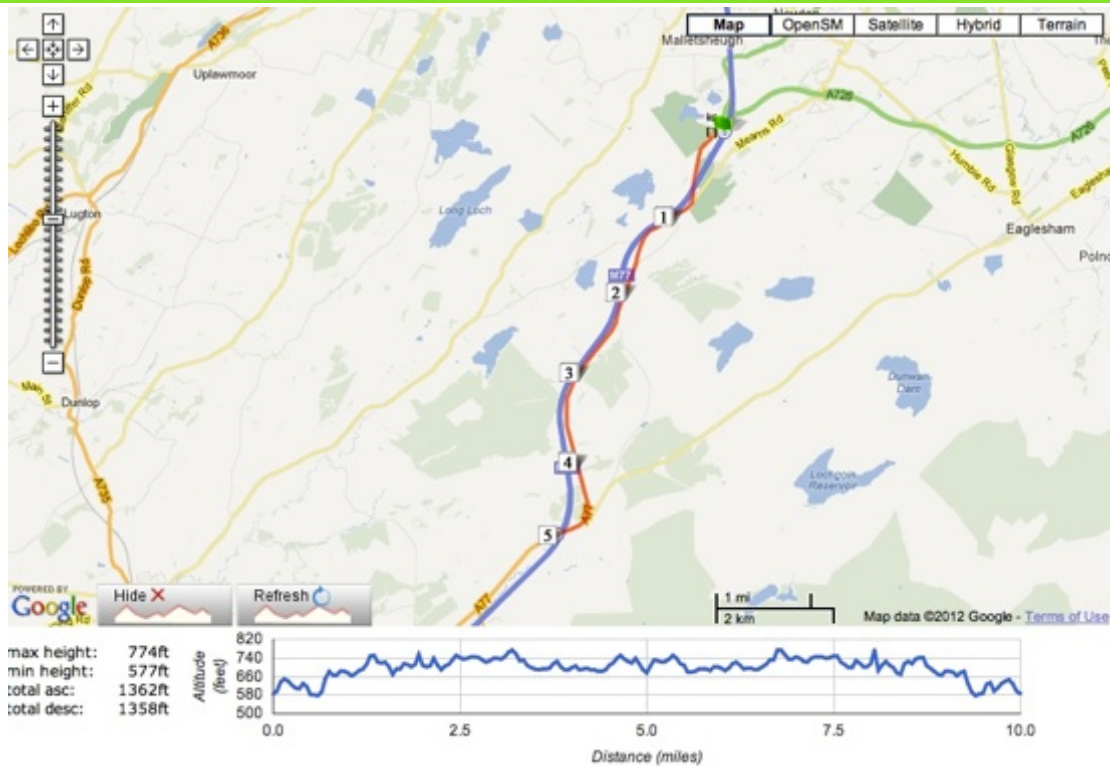 Map OpenSM Satellite Hybrid Terrain
Malletsheugh
A736
Uplawmoor
A726
A726
Mearns Rd
Humbie Rd
Glasgow Rd
Long Loch
Lugton
Eaglesham
1
M77
2
Dunlop Rd
3
Dunwan
Dam
Dunlop
4
Lochgoin
Reservoir
A735
A77
5
A77
POWERED BY
Google
Hide
Refresh
1 mi
2 km
Map data ©2012 Google - Terms of Use
max height: 774ft
min height: 577ft
total asc: 1362ft
total desc: 1358ft
Altitude
(feet)
820
740
660
580
500
0.0 2.5 5.0 7.5 10.0
Distance (miles)